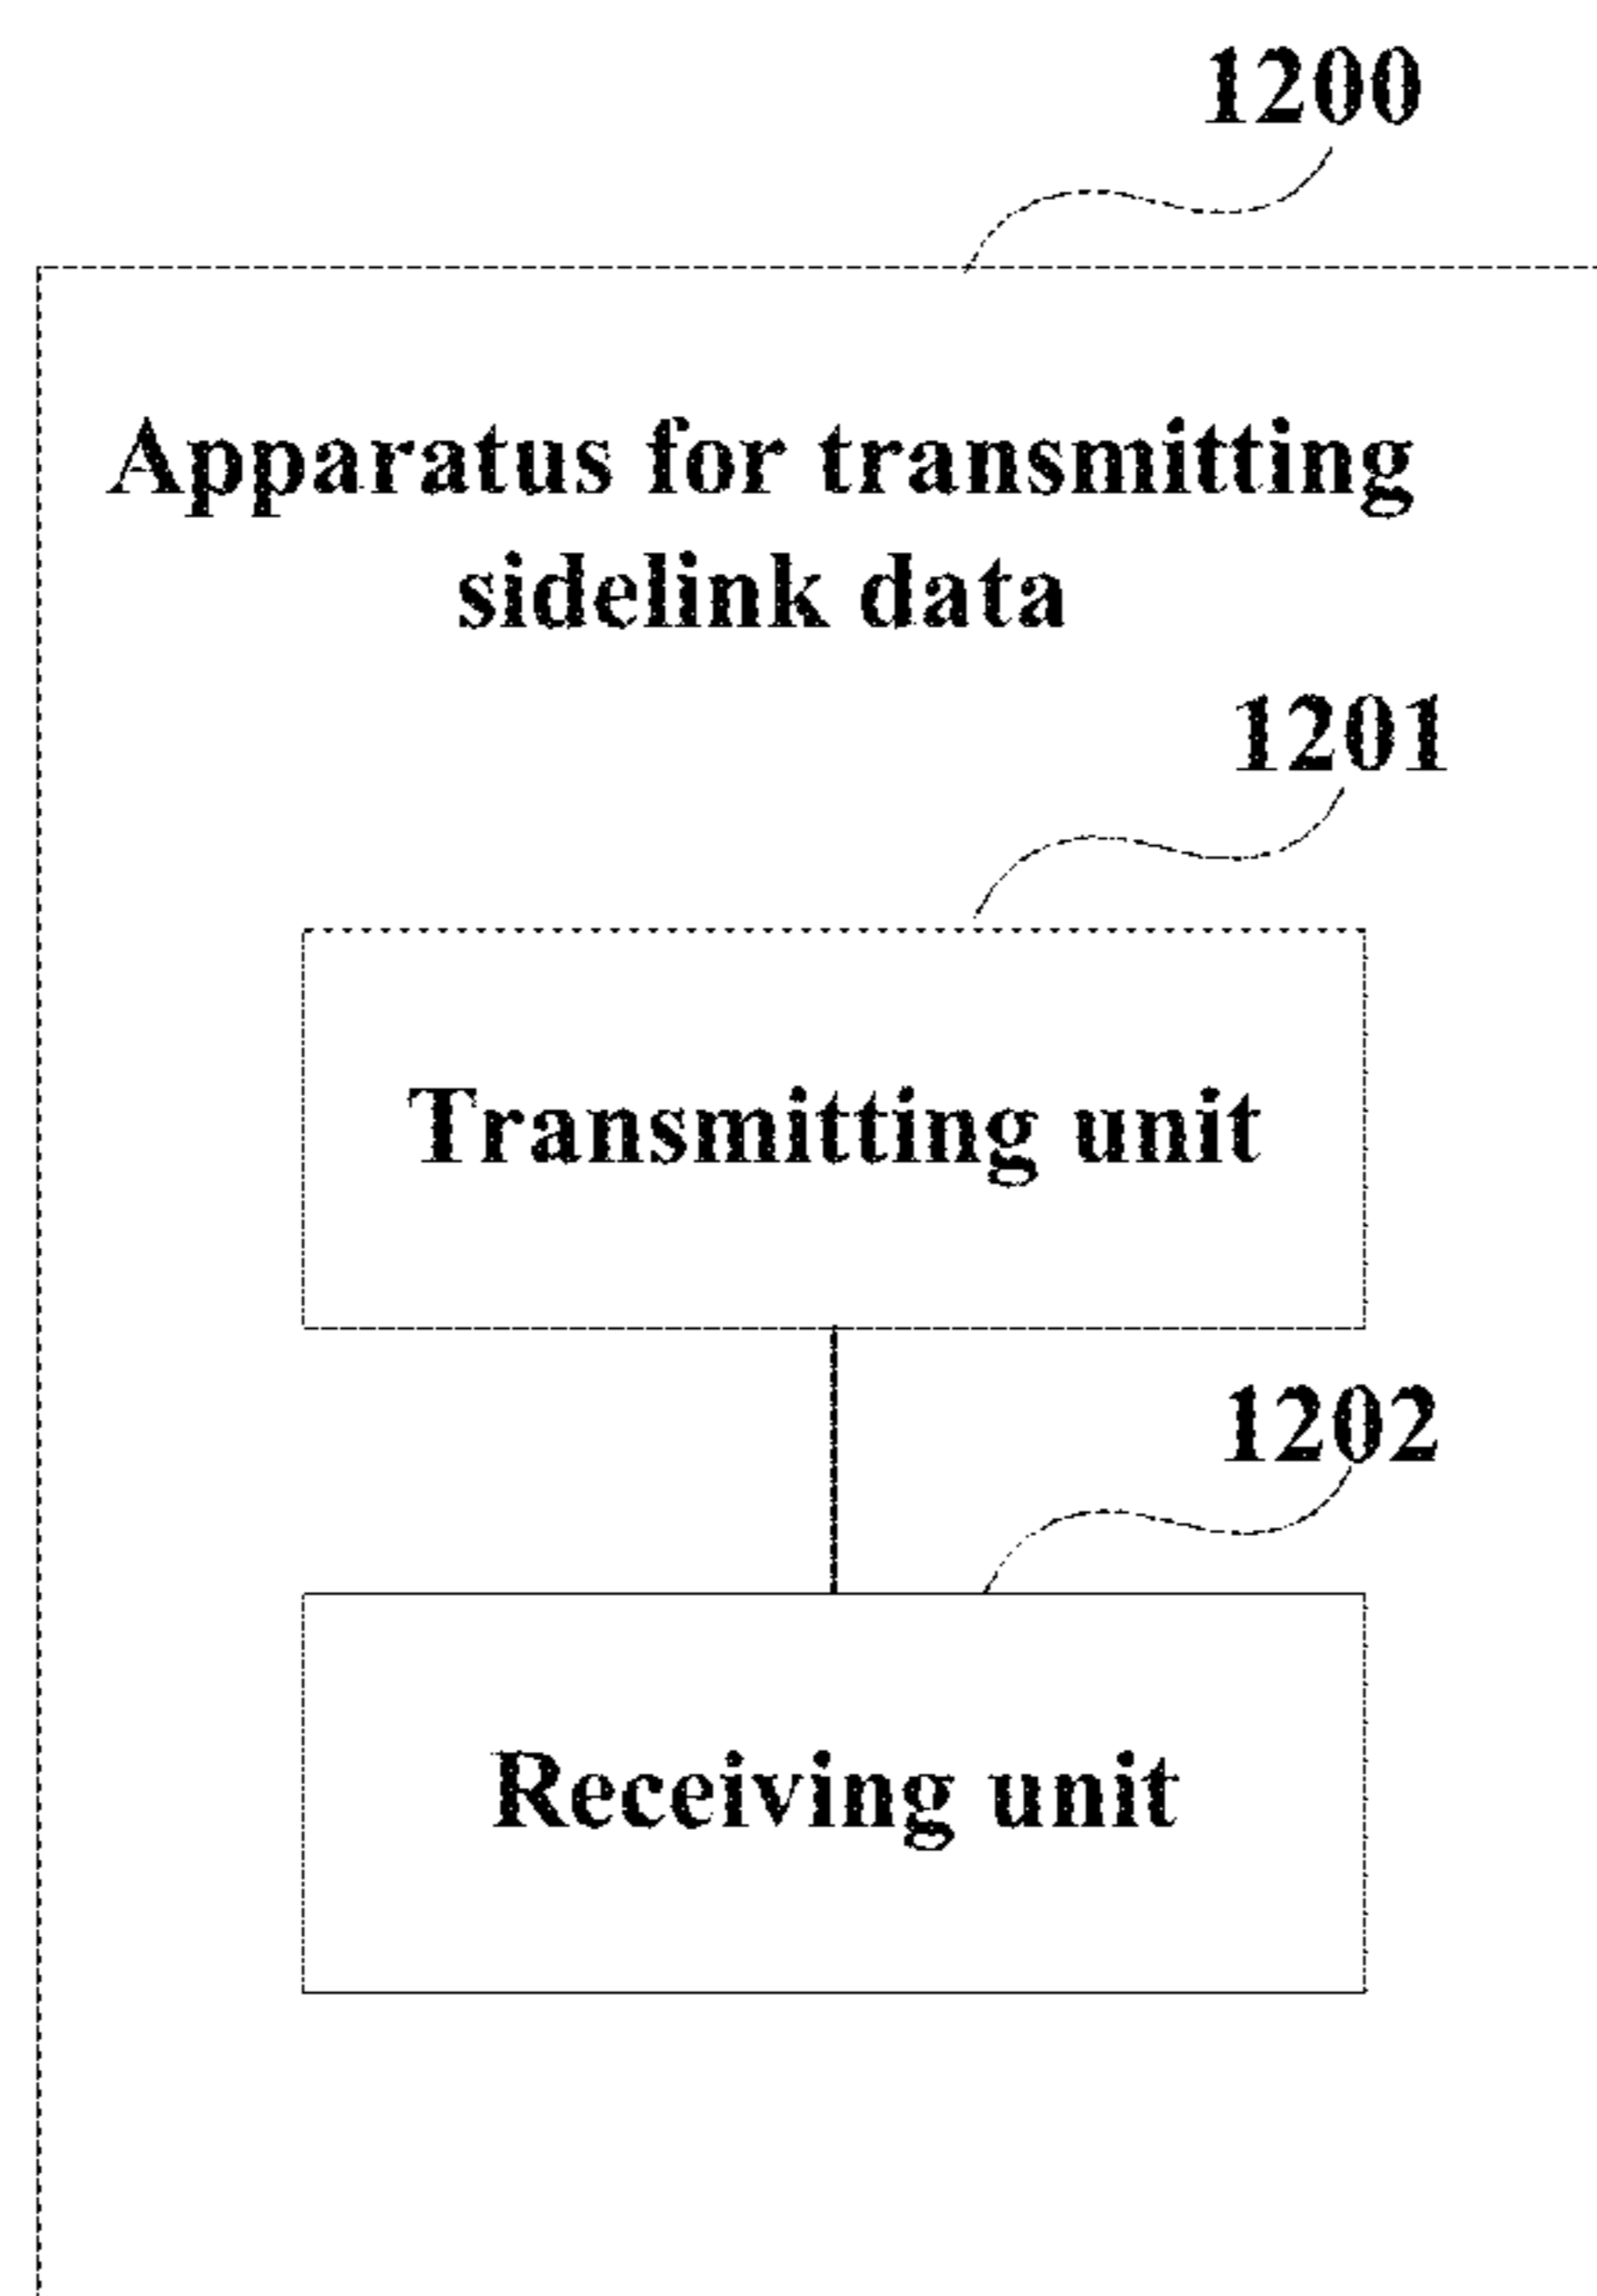 1200
Apparatus for transmitting
sidelink data
1201
Transmitting unit
1202
Receiving unit